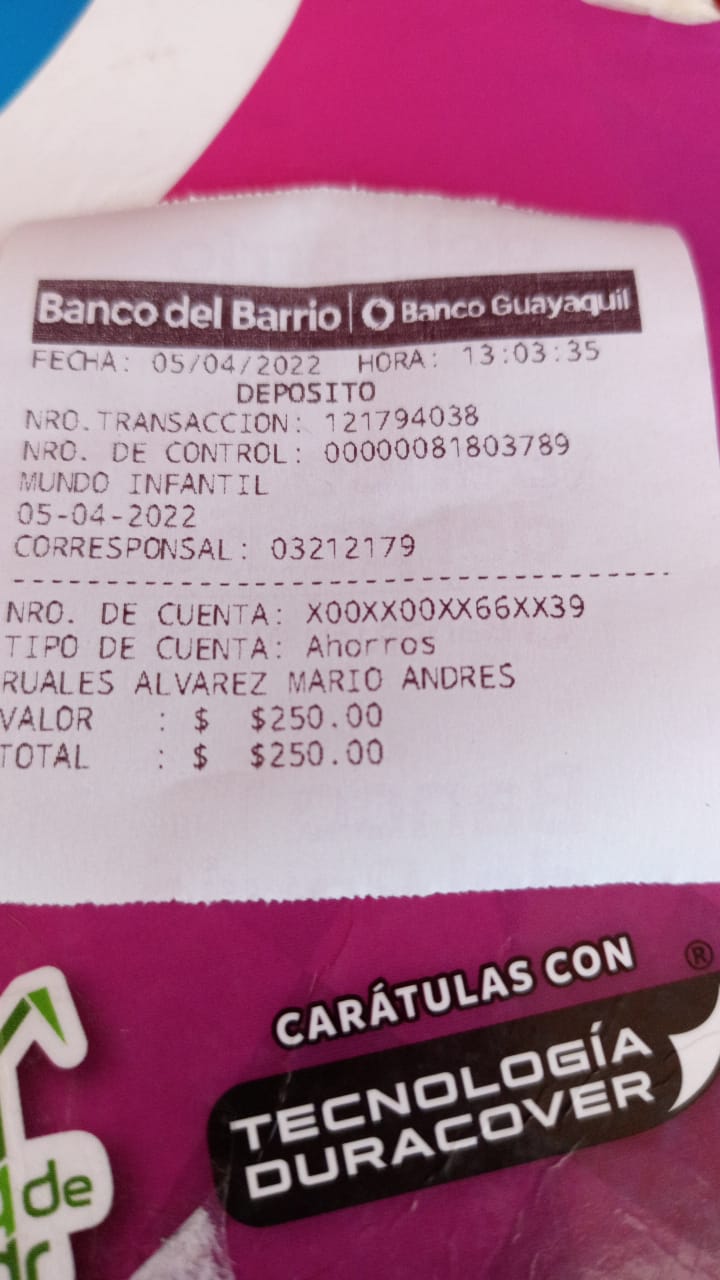 Banco del Barrio | Banco Guayaquil
FECHA: 05/04/2022 HORA: 13:03:35
DEPOSITO
NRO.TRANSACCION: 121794038
NRO. DE CONTROL: 00000081803789
MUNDO INFANTIL
05-04-2022
CORRESPONSAL: 03212179
NRO. DE CUENTA: X00XX00XX66XX39
TIPO DE CUENTA: Ahorros
RUALES ALVAREZ MARIO ANDRES
VALOR : $ $250.00
TOTAL : $ $250.00
CARÁTULAS CON ®
TECNOLOGÍA
DURACOVER
de